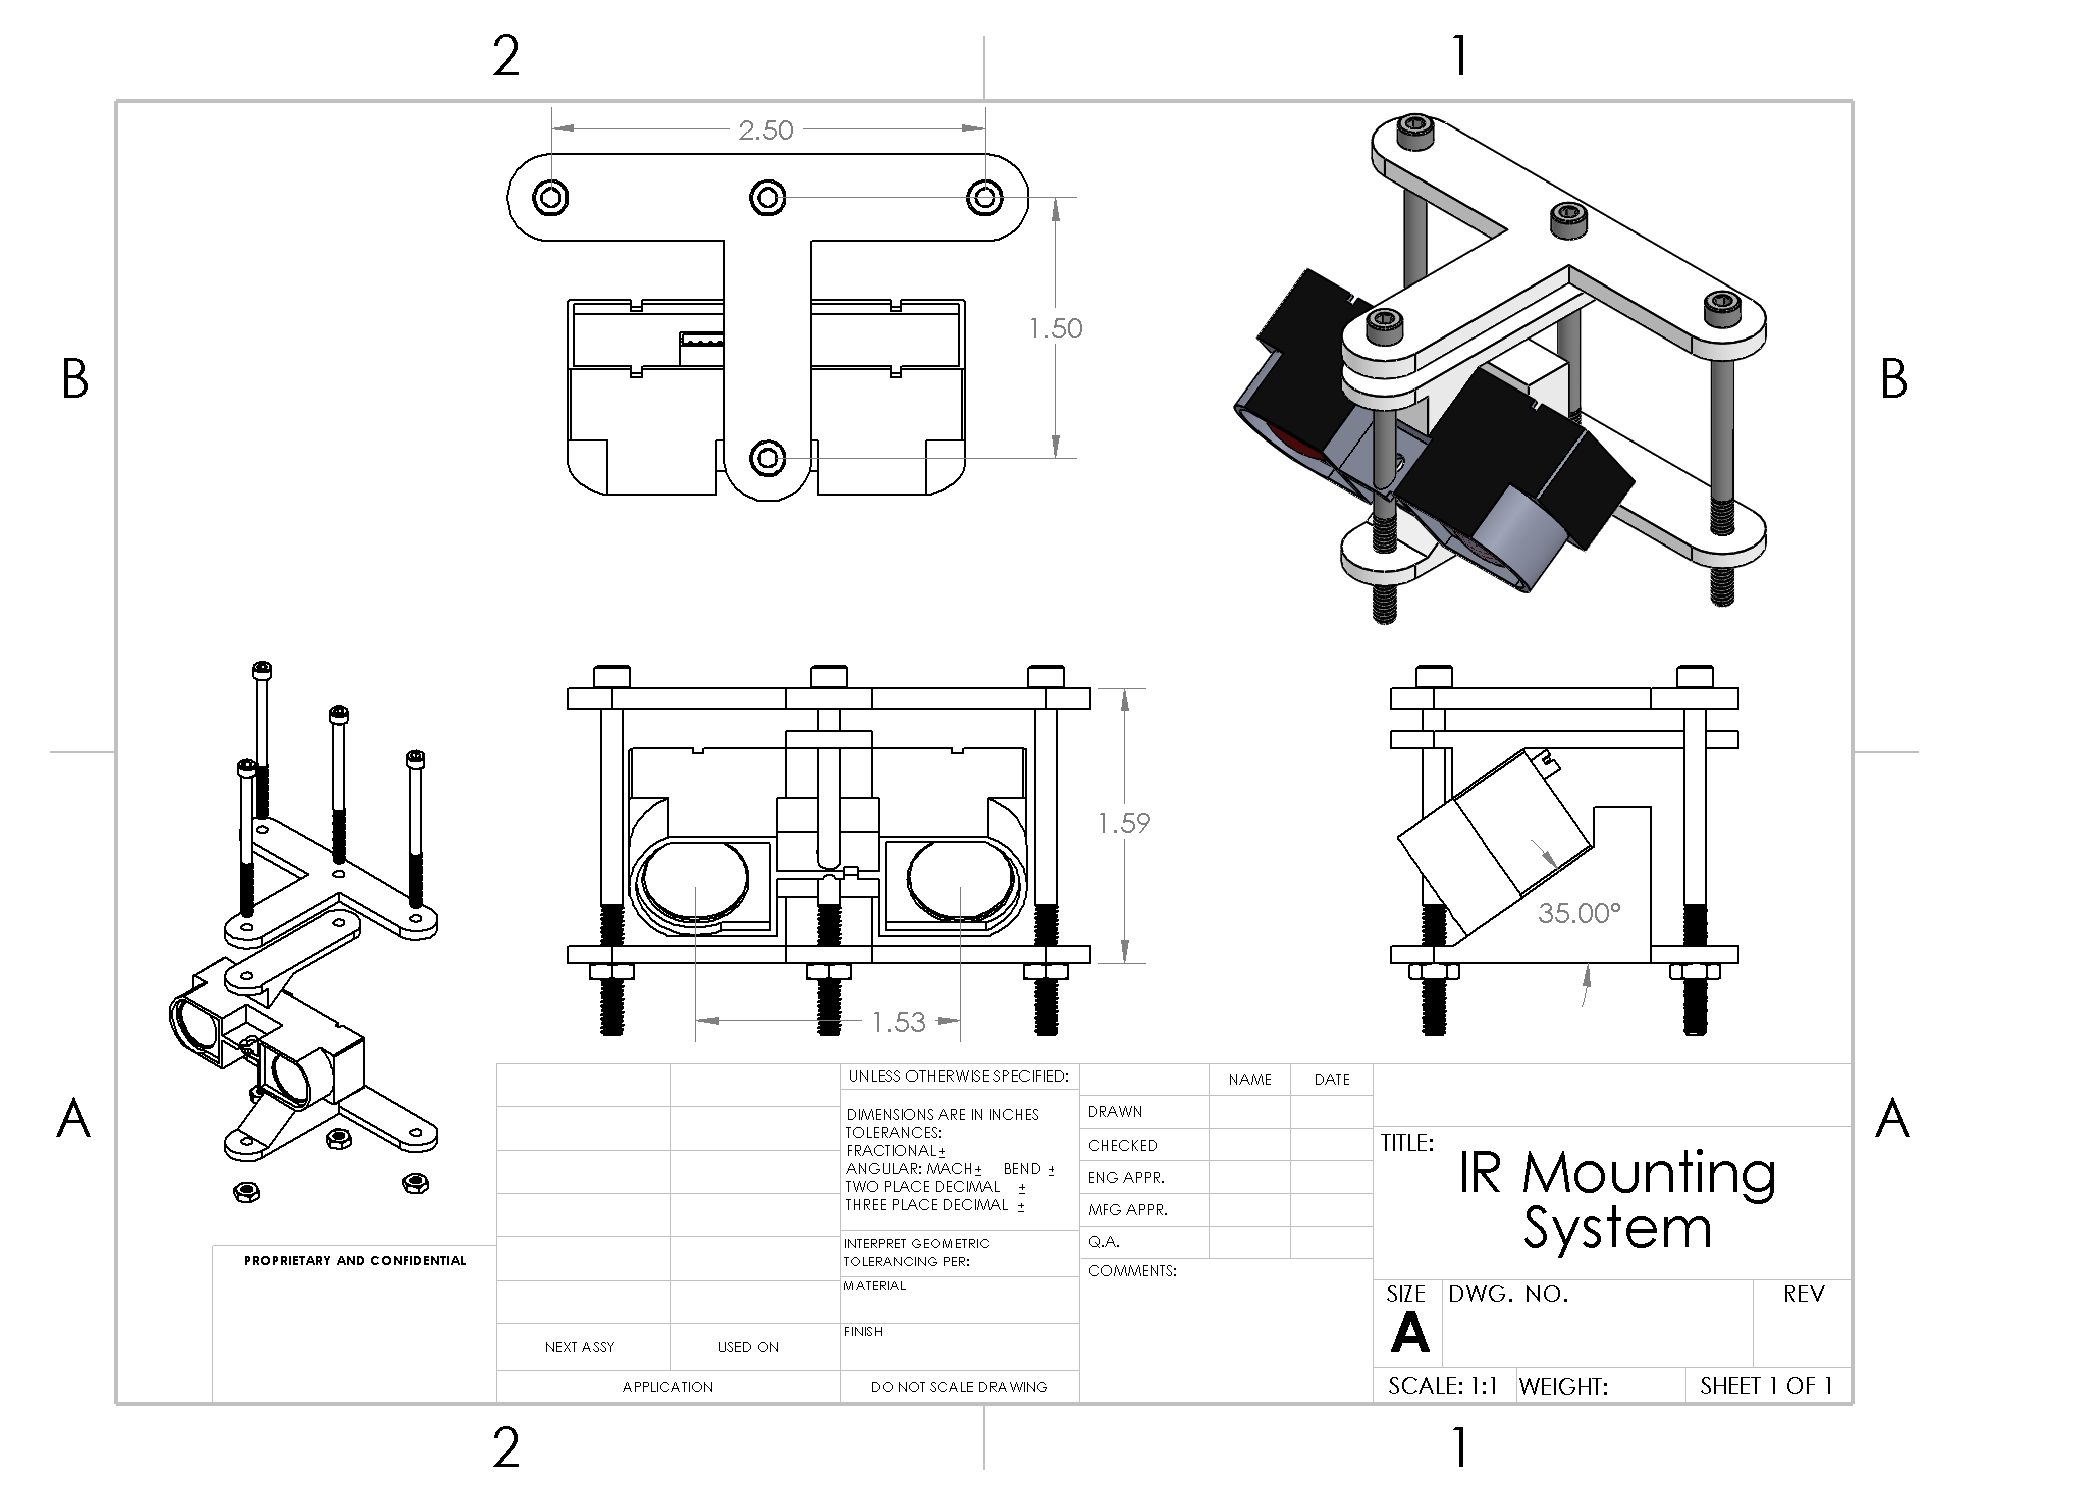 2
1
B
B
A
A
2.50
1.50
1.59
1.53
35.00°
UNLESS OTHERWISE SPECIFIED:
DIMENSIONS ARE IN INCHES
TOLERANCES:
FRACTIONAL±
ANGULAR: MACH± BEND ±
TWO PLACE DECIMAL ±
THREE PLACE DECIMAL ±
INTERPRET GEOMETRIC
TOLERANCING PER:
MATERIAL
FINISH
DO NOT SCALE DRAWING
PROPRIETARY AND CONFIDENTIAL
NEXT ASSY
USED ON
APPLICATION
NAME
DATE
DRAWN
CHECKED
ENG APPR.
MFG APPR.
Q.A.
COMMENTS:
TITLE:
IR Mounting
System
SIZE
A
DWG. NO.
REV
SCALE: 1:1
WEIGHT:
SHEET 1 OF 1
2
1